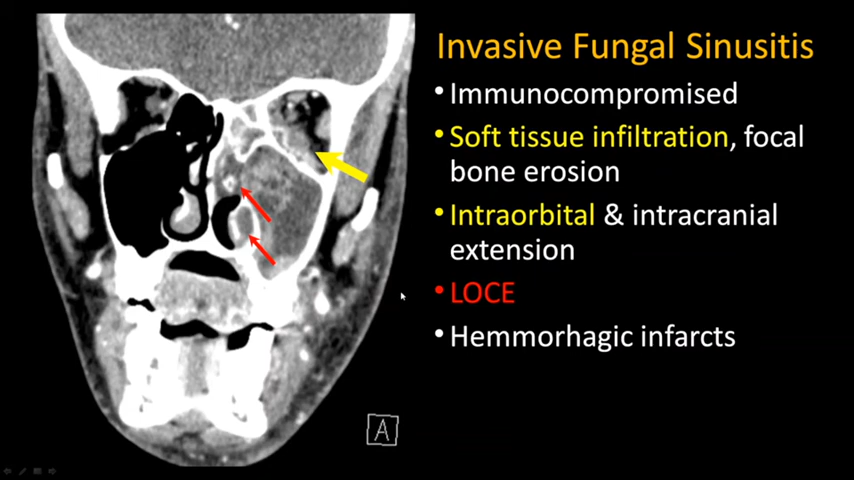 Invasive Fungal Sinusitis
• Immunocompromised
• Soft tissue infiltration, focal
bone erosion
• Intraorbital & intracranial
extension
• LOCE
• Hemmorhagic infarcts
A